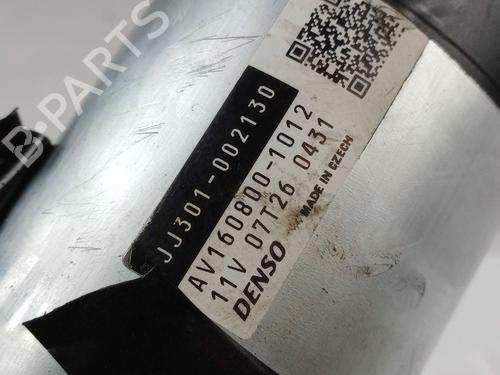 B-PARTS
JJ301-002130
AV160800-1012
11V 07T26 0431
DENSO
MADE IN CZECH